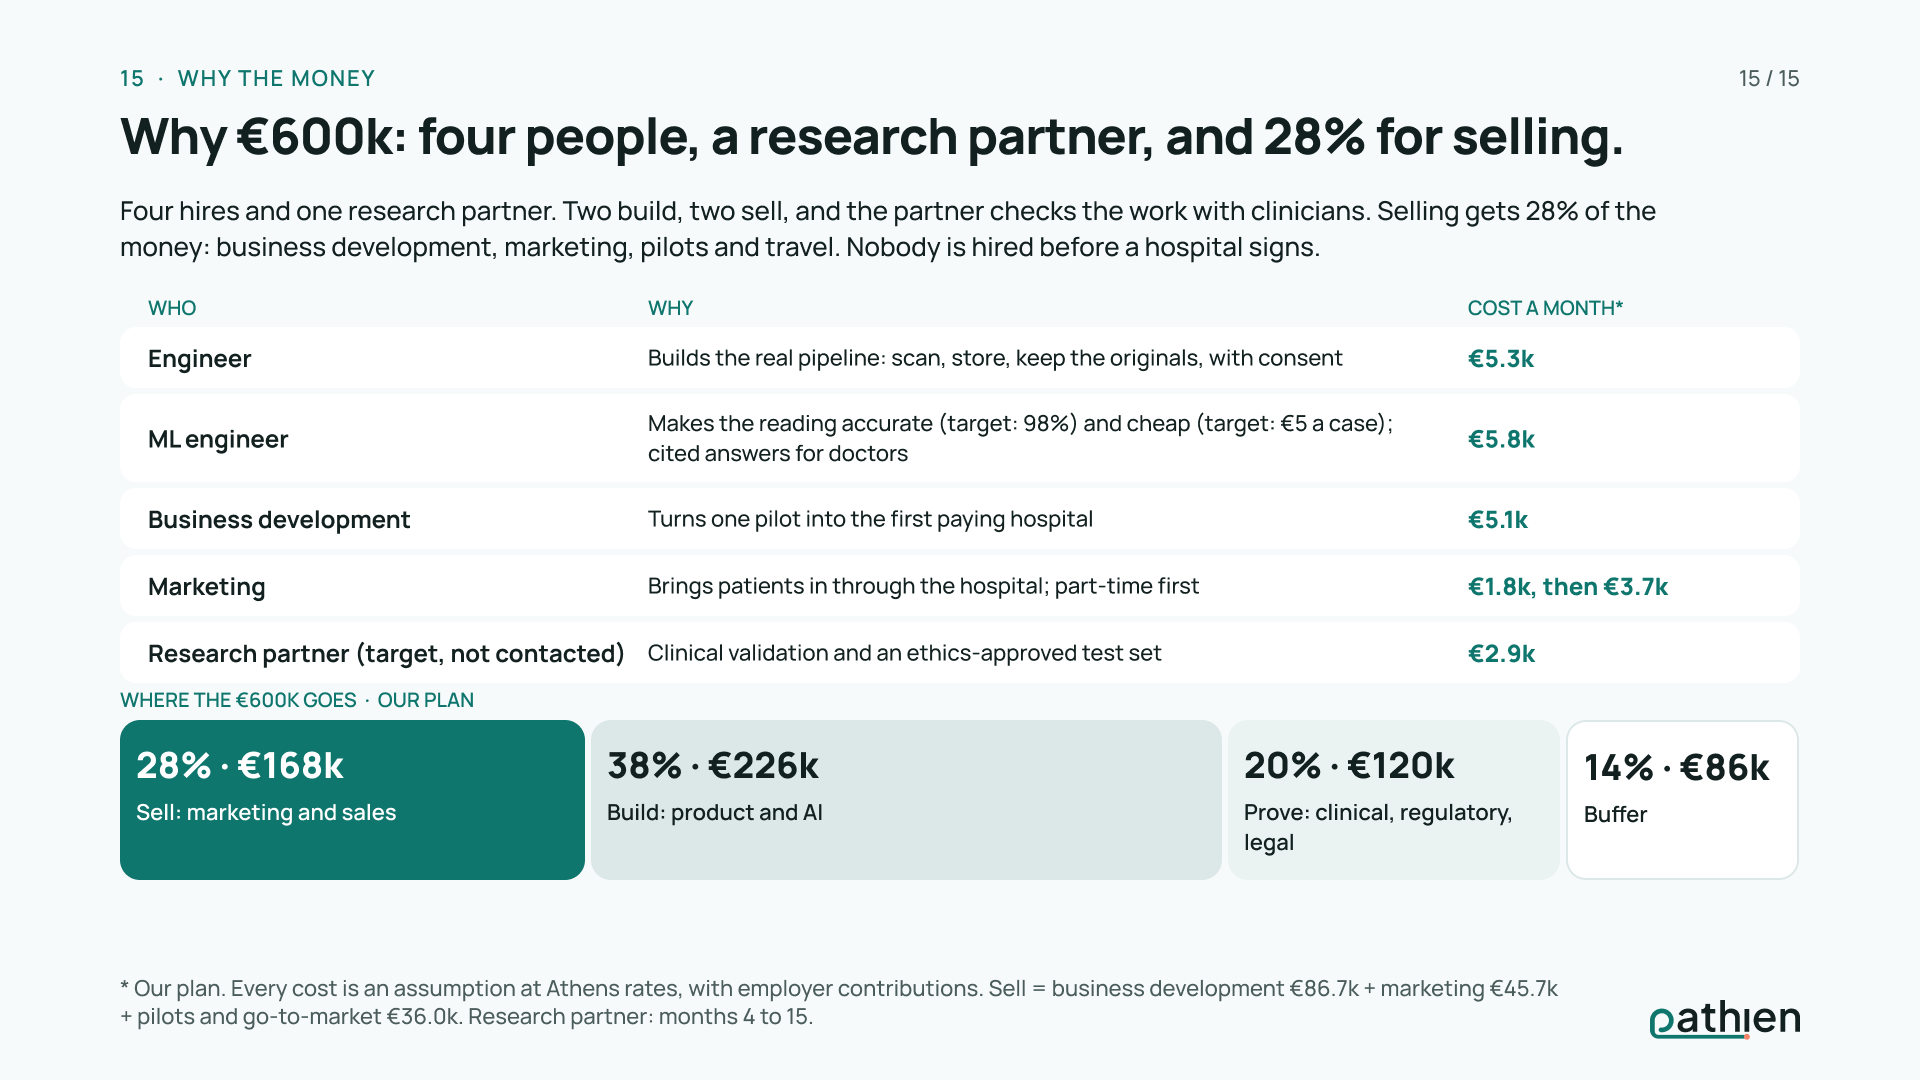 15 · WHY THE MONEY
15 / 15
Why €600k: four people, a research partner, and 28% for selling.
Four hires and one research partner. Two build, two sell, and the partner checks the work with clinicians. Selling gets 28% of the
money: business development, marketing, pilots and travel. Nobody is hired before a hospital signs.
WHO WHY COST A MONTH*
Engineer Builds the real pipeline: scan, store, keep the originals, with consent €5.3k
Makes the reading accurate (target: 98%) and cheap (target: €5 a case);
ML engineer €5.8k
cited answers for doctors
Business development Turns one pilot into the first paying hospital €5.1k
Marketing Brings patients in through the hospital; part-time first €1.8k, then €3.7k
Research partner (target, not contacted) Clinical validation and an ethics-approved test set €2.9k
WHERE THE €600K GOES · OUR PLAN
28% · €168k
Sell: marketing and sales
38% · €226k
Build: product and AI
20% · €120k
Prove: clinical, regulatory,
legal
14% · €86k
Buffer
* Our plan. Every cost is an assumption at Athens rates, with employer contributions. Sell = business development €86.7k + marketing €45.7k
+ pilots and go-to-market €36.0k. Research partner: months 4 to 15.
pathien